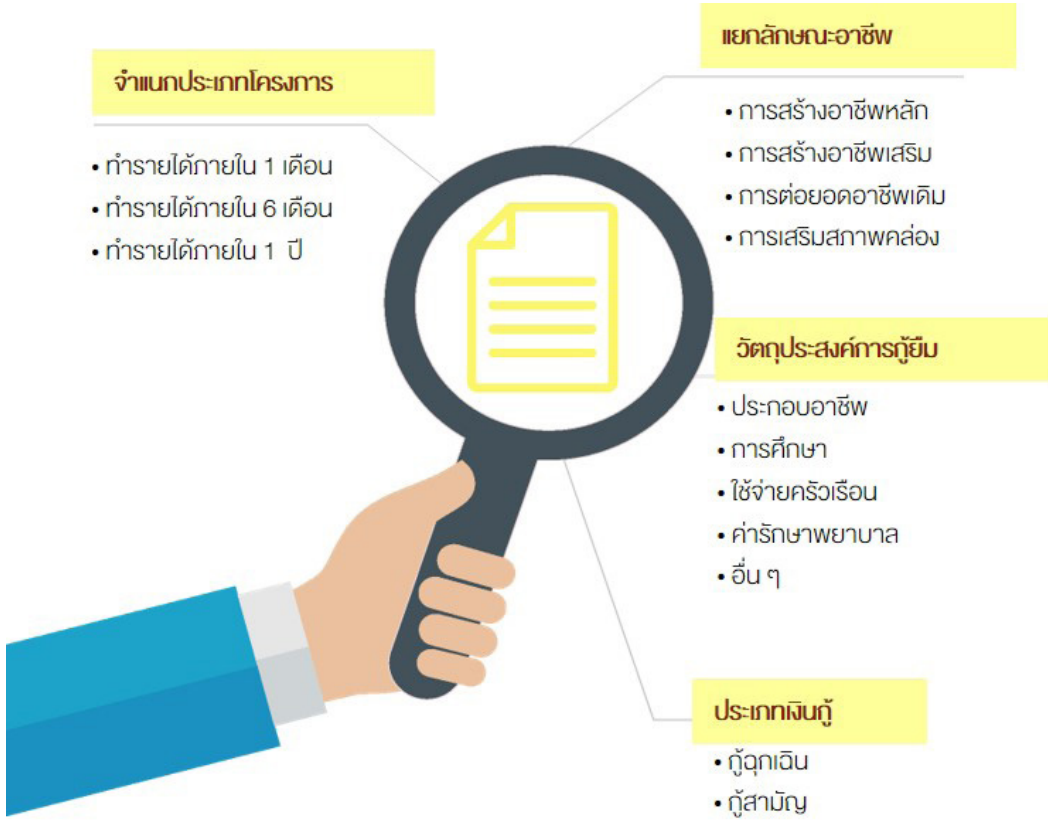 จำแนกประเภทโครงการ
• ทำรายได้ภายใน 1 เดือน
• ทำรายได้ภายใน 6 เดือน
• ทำรายได้ภายใน 1 ปี
แยกลักษณะอาชีพ
• การสร้างอาชีพหลัก
• การสร้างอาชีพเสริม
• การต่อยอดอาชีพเดิม
• การเสริมสภาพคล่อง
วัตถุประสงค์การกู้ยืม
• ประกอบอาชีพ
• การศึกษา
• ใช้จ่ายครัวเรือน
• ค่ารักษาพยาบาล
• อื่น ๆ
ประเภทเงินกู้
• กู้ฉุกเฉิน
• กู้สามัญ